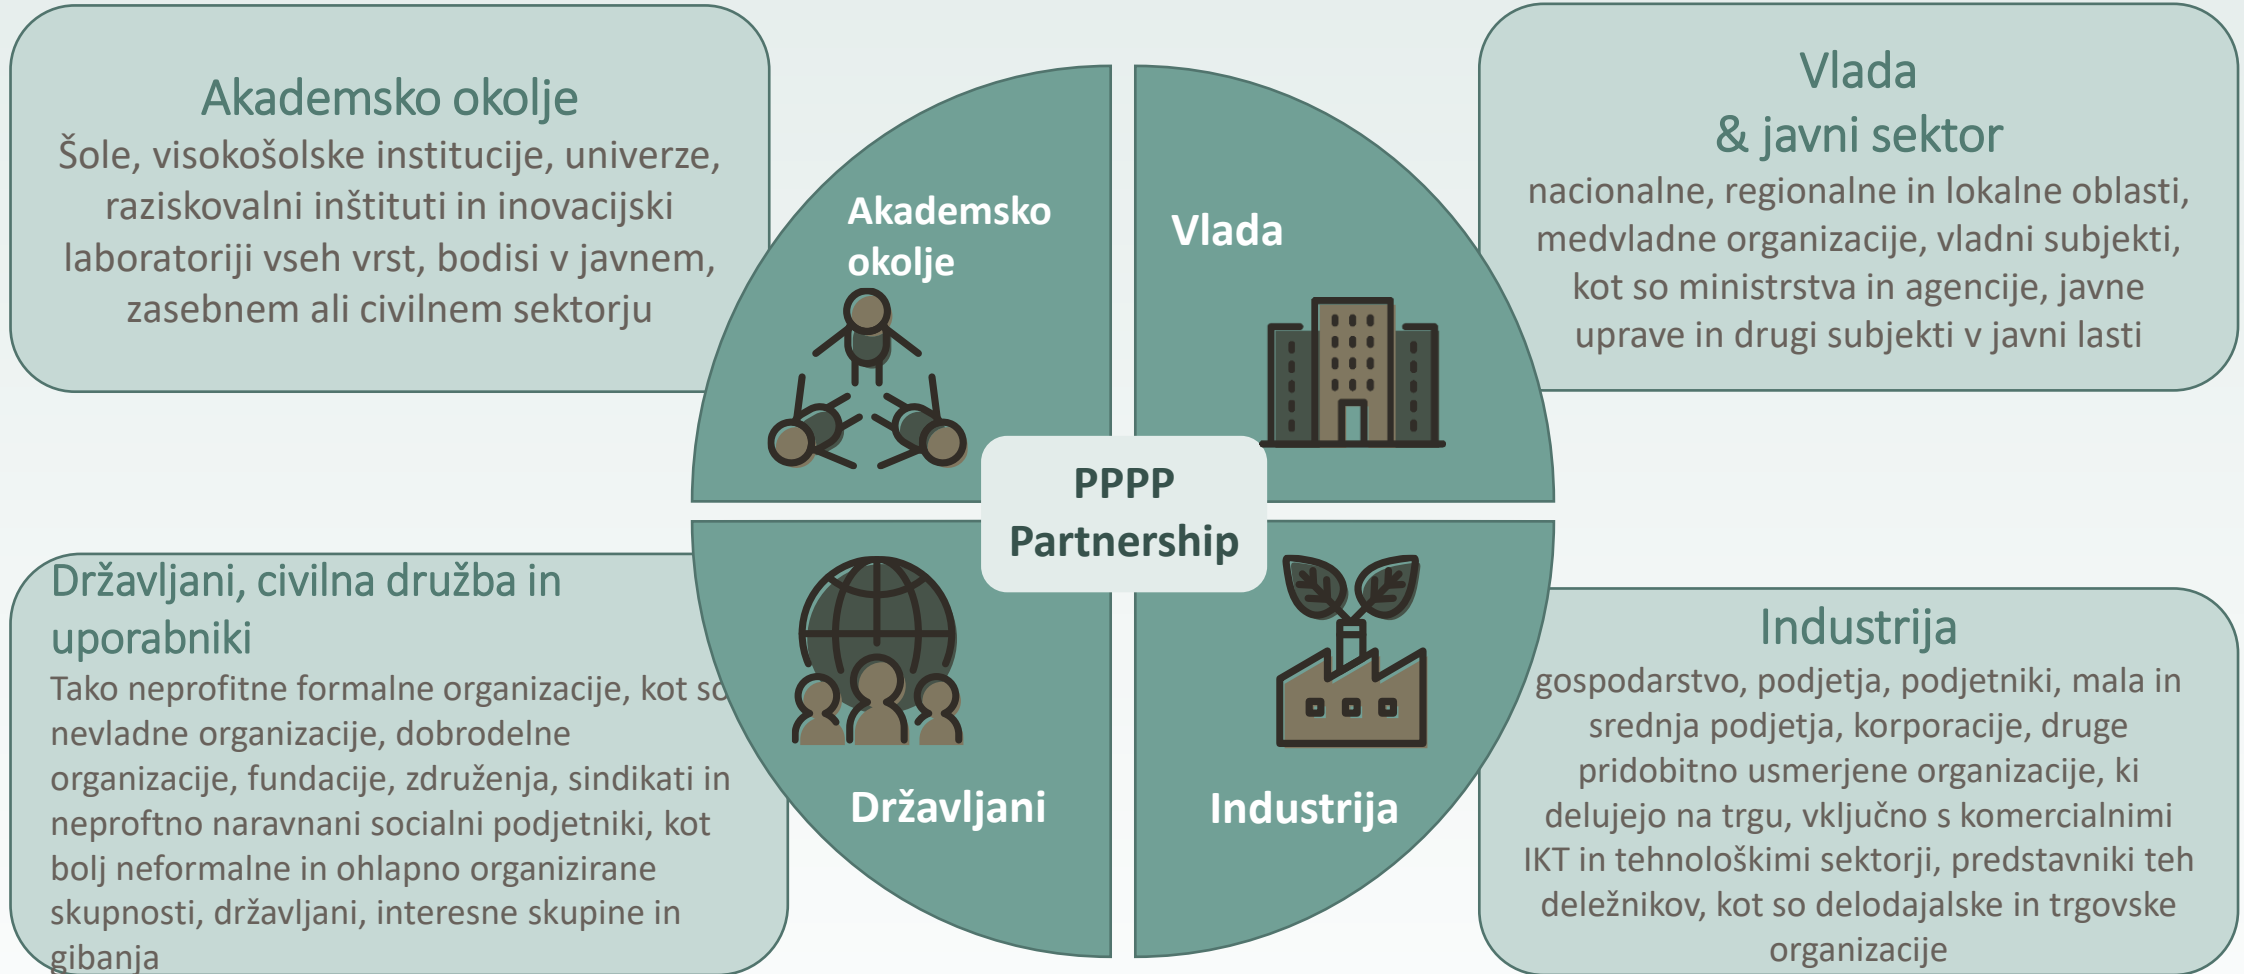 Akademsko okolje
Šole, visokošolske institucije, univerze,
raziskovalni inštituti in inovacijski
laboratoriji vseh vrst, bodisi v javnem,
zasebnem ali civilnem sektorju
Vlada
& javni sektor
nacionalne, regionalne in lokalne oblasti,
medvladne organizacije, vladni subjekti,
kot so ministrstva in agencije, javne
uprave in drugi subjekti v javni lasti
Akademsko
okolje
Vlada
PPPP
Partnership
Državljani
Industrija
Državljani, civilna družba in
uporabniki
Tako neprofitne formalne organizacije, kot so
nevladne organizacije, dobrodelne
organizacije, fundacije, združenja, sindikati in
neproftno naravnani socialni podjetniki, kot
bolj neformalne in ohlapno organizirane
skupnosti, državljani, interesne skupine in
gibanja
Industrija
gospodarstvo, podjetja, podjetniki, mala in
srednja podjetja, korporacije, druge
pridobitno usmerjene organizacije, ki
delujejo na trgu, vključno s komercialnimi
IKT in tehnološkimi sektorji, predstavniki teh
deležnikov, kot so delodajalske in trgovske
organizacije